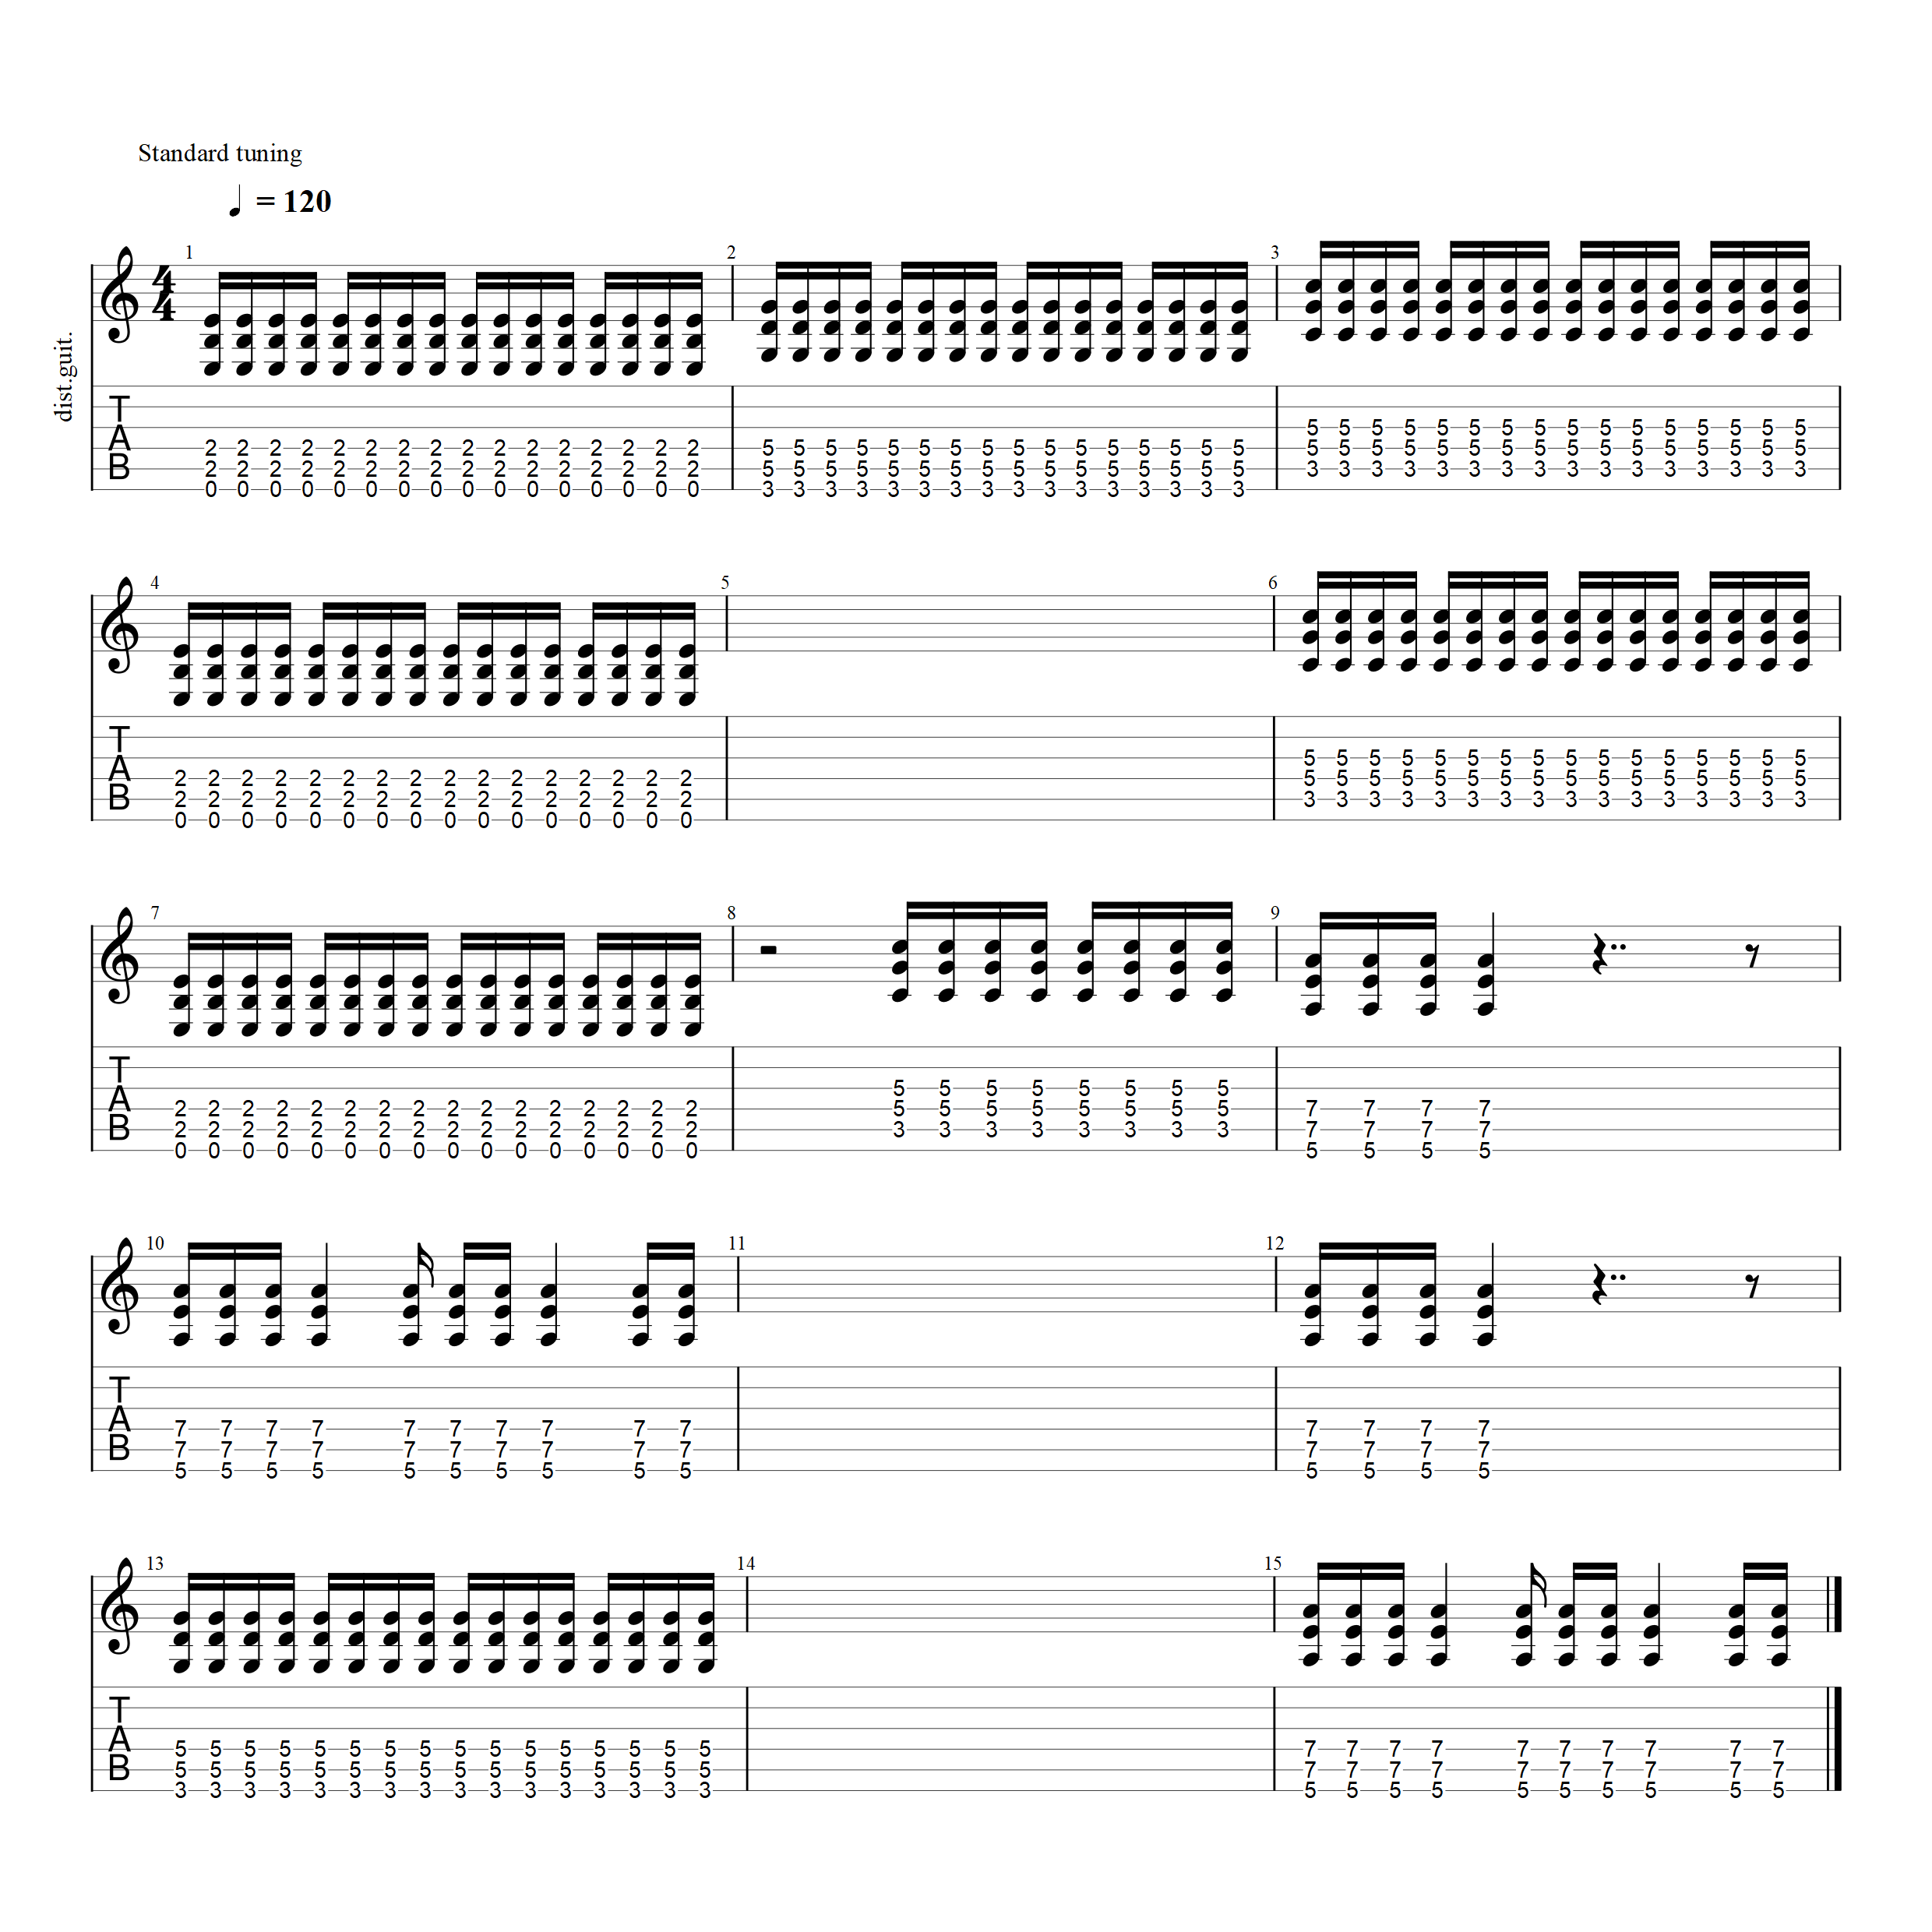 Standard tuning
= 120
dist.guit.
4
4
1 2 3
T
A
B
2 2 2 2 2 2 2 2 2 2 2 2 2 2 2 2 5 5 5 5 5 5 5 5 5 5 5 5 5 5 5 5 5 5 5 5 5 5 5 5 5 5 5 5 5 5 5 5
2 2 2 2 2 2 2 2 2 2 2 2 2 2 2 2 5 5 5 5 5 5 5 5 5 5 5 5 5 5 5 5 5 5 5 5 5 5 5 5 5 5 5 5 5 5 5 5
0 0 0 0 0 0 0 0 0 0 0 0 0 0 0 0 3 3 3 3 3 3 3 3 3 3 3 3 3 3 3 3 3 3 3 3 3 3 3 3 3 3 3 3 3 3 3 3
4 5 6
T
A
B
2 2 2 2 2 2 2 2 2 2 2 2 2 2 2 2 5 5 5 5 5 5 5 5 5 5 5 5 5 5 5 5
2 2 2 2 2 2 2 2 2 2 2 2 2 2 2 2 5 5 5 5 5 5 5 5 5 5 5 5 5 5 5 5
0 0 0 0 0 0 0 0 0 0 0 0 0 0 0 0 3 3 3 3 3 3 3 3 3 3 3 3 3 3 3 3
7 8 9
T
A
B
2 2 2 2 2 2 2 2 2 2 2 2 2 2 2 2 5 5 5 5 5 5 5 5 7 7 7 7
2 2 2 2 2 2 2 2 2 2 2 2 2 2 2 2 5 5 5 5 5 5 5 5 7 7 7 7
0 0 0 0 0 0 0 0 0 0 0 0 0 0 0 0 3 3 3 3 3 3 3 3 5 5 5 5
10 11 12
T
A
B
7 7 7 7 7 7 7 7 7 7 7 7 7 7
7 7 7 7 7 7 7 7 7 7 7 7 7 7
5 5 5 5 5 5 5 5 5 5 5 5 5 5
13 14 15
T
A
B
5 5 5 5 5 5 5 5 5 5 5 5 5 5 5 5 7 7 7 7 7 7 7 7 7 7
5 5 5 5 5 5 5 5 5 5 5 5 5 5 5 5 7 7 7 7 7 7 7 7 7 7
3 3 3 3 3 3 3 3 3 3 3 3 3 3 3 3 5 5 5 5 5 5 5 5 5 5